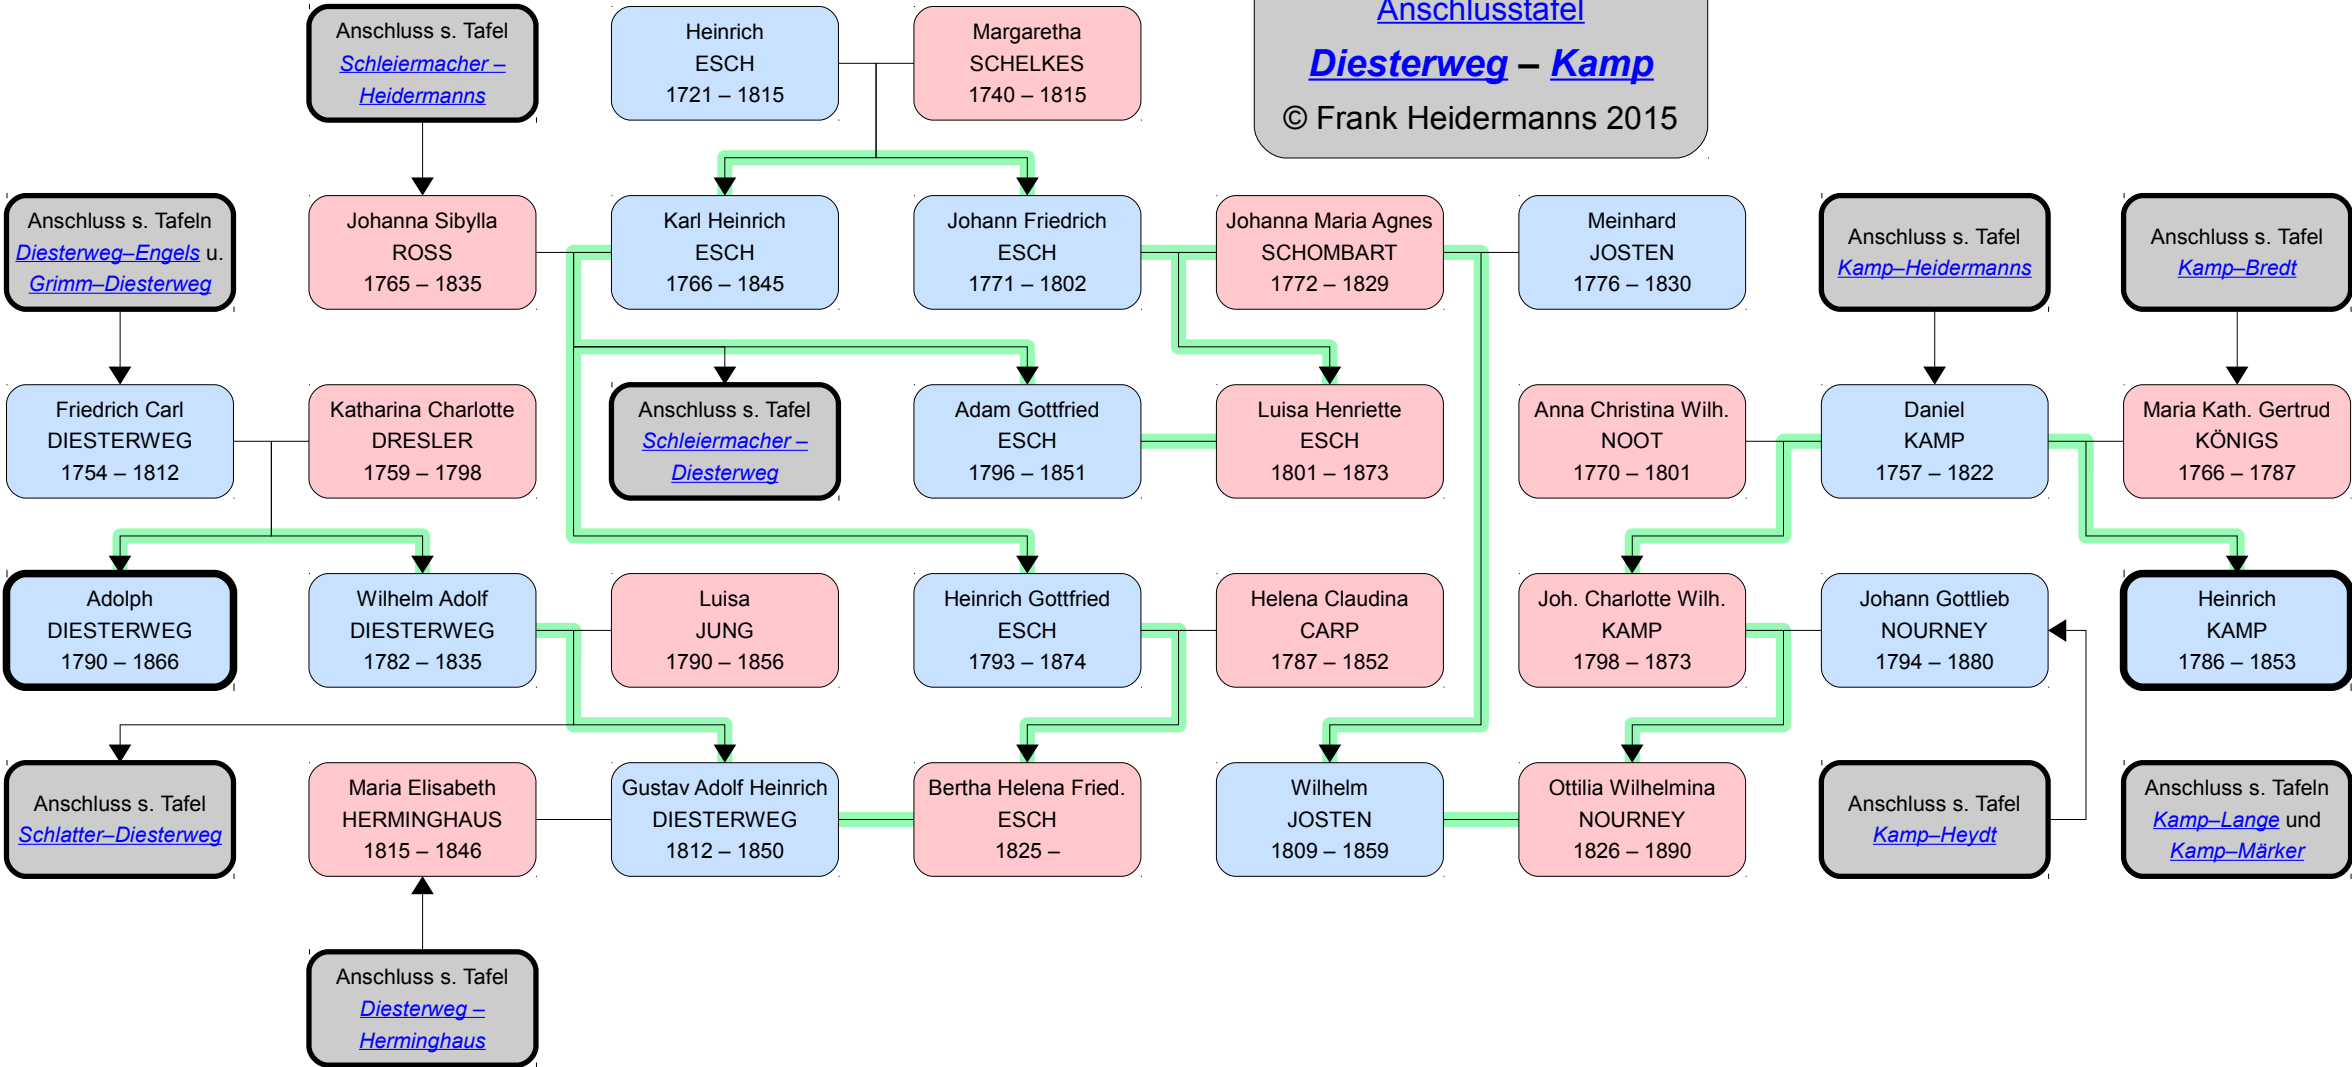 Anschluss s. Tafel
Schleiermacher –
Heidermanns
Heinrich
ESCH
1721 – 1815
Margaretha
SCHELKES
1740 – 1815
Anschlusstafel
Diesterweg – Kamp
© Frank Heidermanns 2015
Anschluss s. Tafeln
Diesterweg–Engels u.
Grimm–Diesterweg
Johanna Sibylla
ROSS
1765 – 1835
Karl Heinrich
ESCH
1766 – 1845
Johann Friedrich
ESCH
1771 – 1802
Johanna Maria Agnes
SCHOMBART
1772 – 1829
Meinhard
JOSTEN
1776 – 1830
Anschluss s. Tafel
Kamp–Heidermanns
Anschluss s. Tafel
Kamp–Bredt
Friedrich Carl
DIESTERWEG
1754 – 1812
Katharina Charlotte
DRESLER
1759 – 1798
Anschluss s. Tafel
Schleiermacher –
Diesterweg
Adam Gottfried
ESCH
1796 – 1851
Luisa Henriette
ESCH
1801 – 1873
Anna Christina Wilh.
NOOT
1770 – 1801
Daniel
KAMP
1757 – 1822
Maria Kath. Gertrud
KÖNIGS
1766 – 1787
Adolph
DIESTERWEG
1790 – 1866
Wilhelm Adolf
DIESTERWEG
1782 – 1835
Luisa
JUNG
1790 – 1856
Heinrich Gottfried
ESCH
1793 – 1874
Helena Claudina
CARP
1787 – 1852
Joh. Charlotte Wilh.
KAMP
1798 – 1873
Johann Gottlieb
NOURNEY
1794 – 1880
Heinrich
KAMP
1786 – 1853
Anschluss s. Tafel
Schlatter–Diesterweg
Maria Elisabeth
HERMINGHAUS
1815 – 1846
Gustav Adolf Heinrich
DIESTERWEG
1812 – 1850
Bertha Helena Fried.
ESCH
1825 –
Wilhelm
JOSTEN
1809 – 1859
Ottilia Wilhelmina
NOURNEY
1826 – 1890
Anschluss s. Tafel
Kamp–Heydt
Anschluss s. Tafeln
Kamp–Lange und
Kamp–Märker
Anschluss s. Tafel
Diesterweg –
Herminghaus